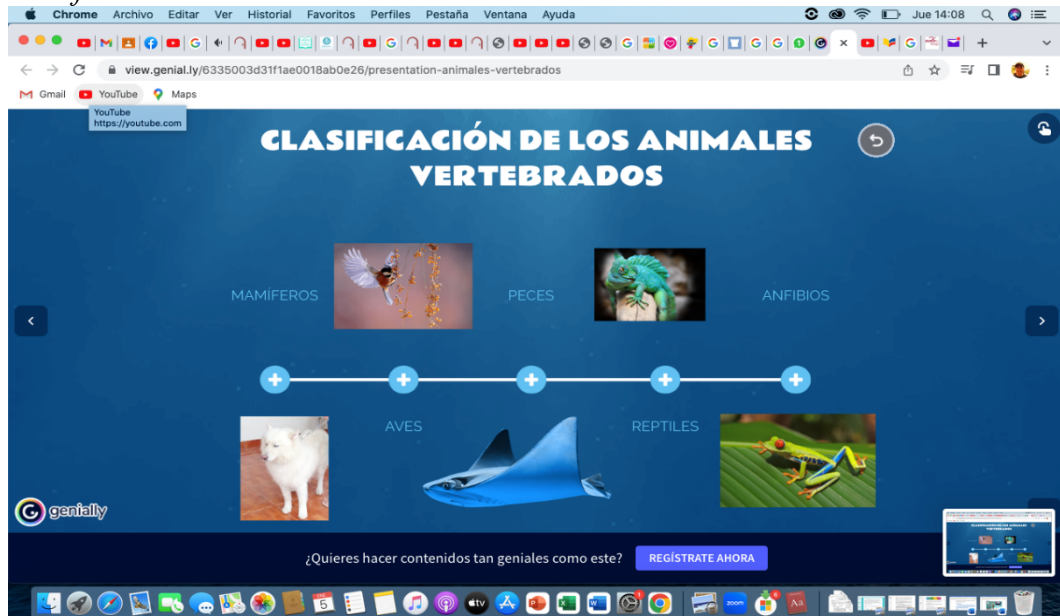 Chrome Archivo Editar Ver Historial Favoritos Perfiles Pestaña Ventana Ayuda
Jue 14:08
view.genial.ly/6335003d31f1ae0018ab0e26/presentation-animales-vertebrados
Gmail YouTube Maps
YouTube
https://youtube.com
CLASIFICACIÓN DE LOS ANIMALES
VERTEBRADOS
MAMÍFEROS PECES ANFIBIOS
AVES REPTILES
genially
¿Quieres hacer contenidos tan geniales como este? REGÍSTRATE AHORA